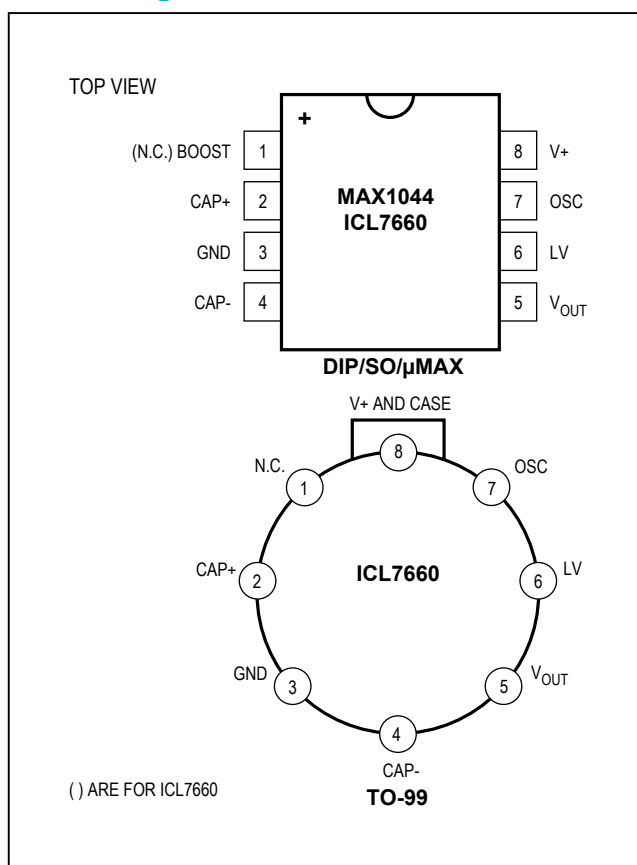 TOP VIEW
+
(N.C.) BOOST 1
CAP+ 2
GND 3
CAP- 4
MAX1044
ICL7660
8 V+
7 OSC
6 LV
5 VOUT
DIP/SO/µMAX
V+ AND CASE
8
N.C. 1
7 OSC
CAP+ 2
ICL7660
6 LV
GND 3
5 VOUT
4
CAP-
( ) ARE FOR ICL7660
TO-99